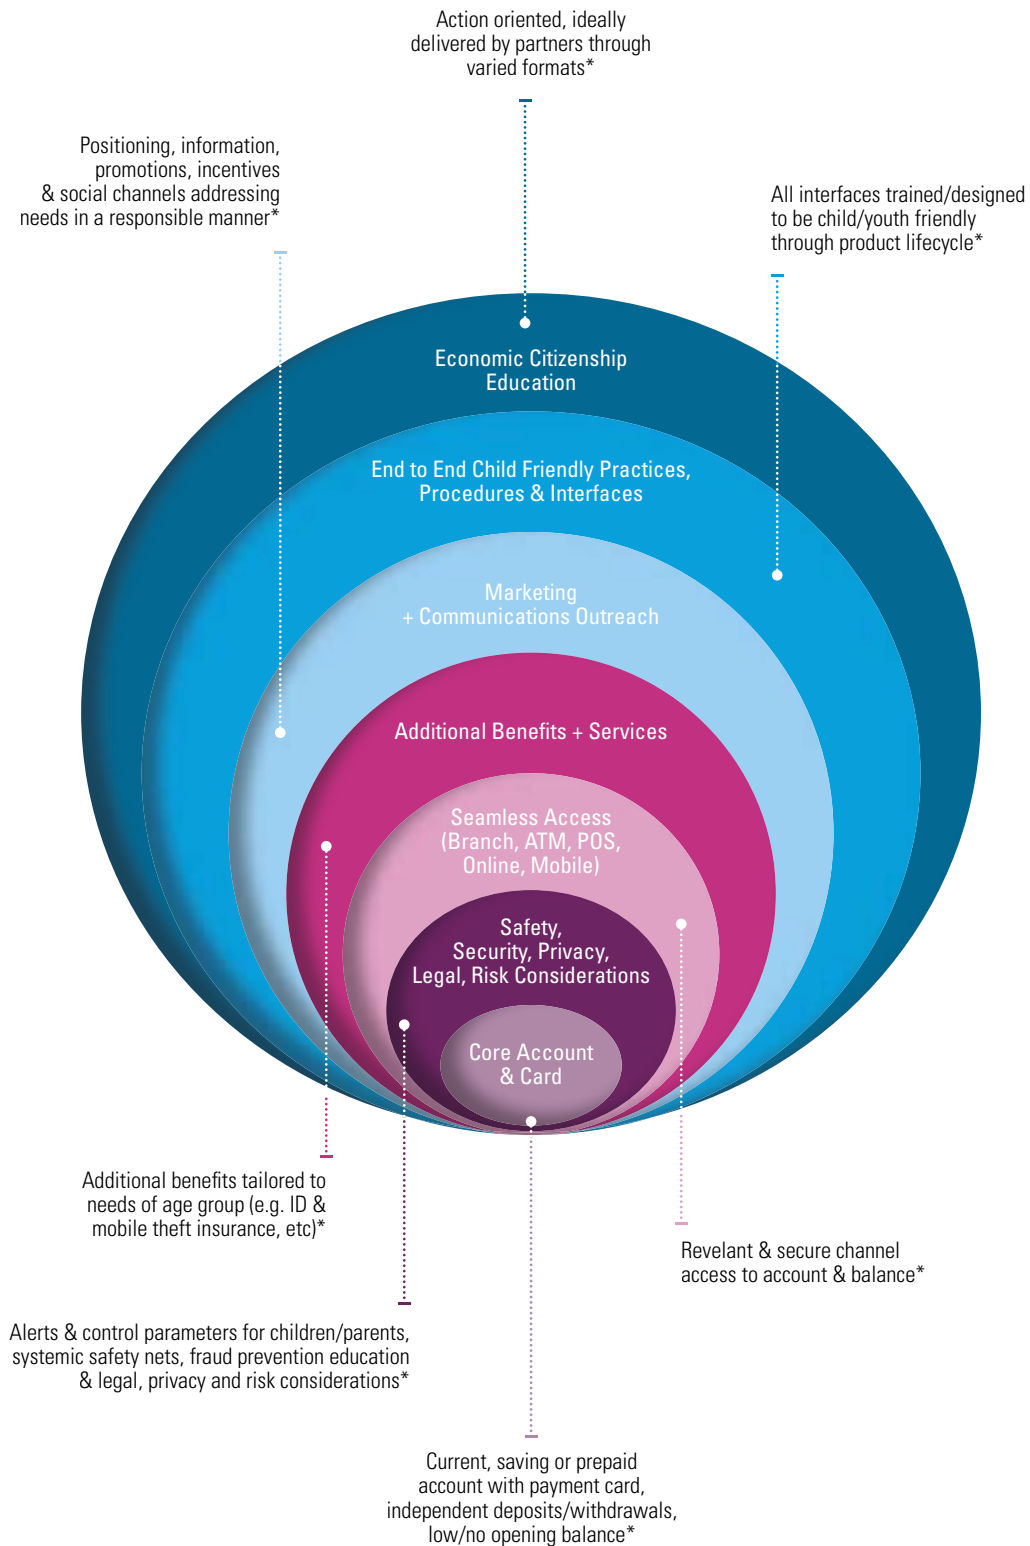 Action oriented, ideally
delivered by partners through
varied formats*
Positioning, information,
promotions, incentives
& social channels addressing
needs in a responsible manner*
All interfaces trained/designed
to be child/youth friendly
through product lifecycle*
Economic Citizenship
Education
End to End Child Friendly Practices,
Procedures & Interfaces
Marketing
+ Communications Outreach
Additional Benefits + Services
Seamless Access
(Branch, ATM, POS,
Online, Mobile)
Safety,
Security, Privacy,
Legal, Risk Considerations
Core Account
& Card
Additional benefits tailored to
needs of age group (e.g. ID &
mobile theft insurance, etc)*
Revelant & secure channel
access to account & balance*
Alerts & control parameters for children/parents,
systemic safety nets, fraud prevention education
& legal, privacy and risk considerations*
Current, saving or prepaid
account with payment card,
independent deposits/withdrawals,
low/no opening balance*